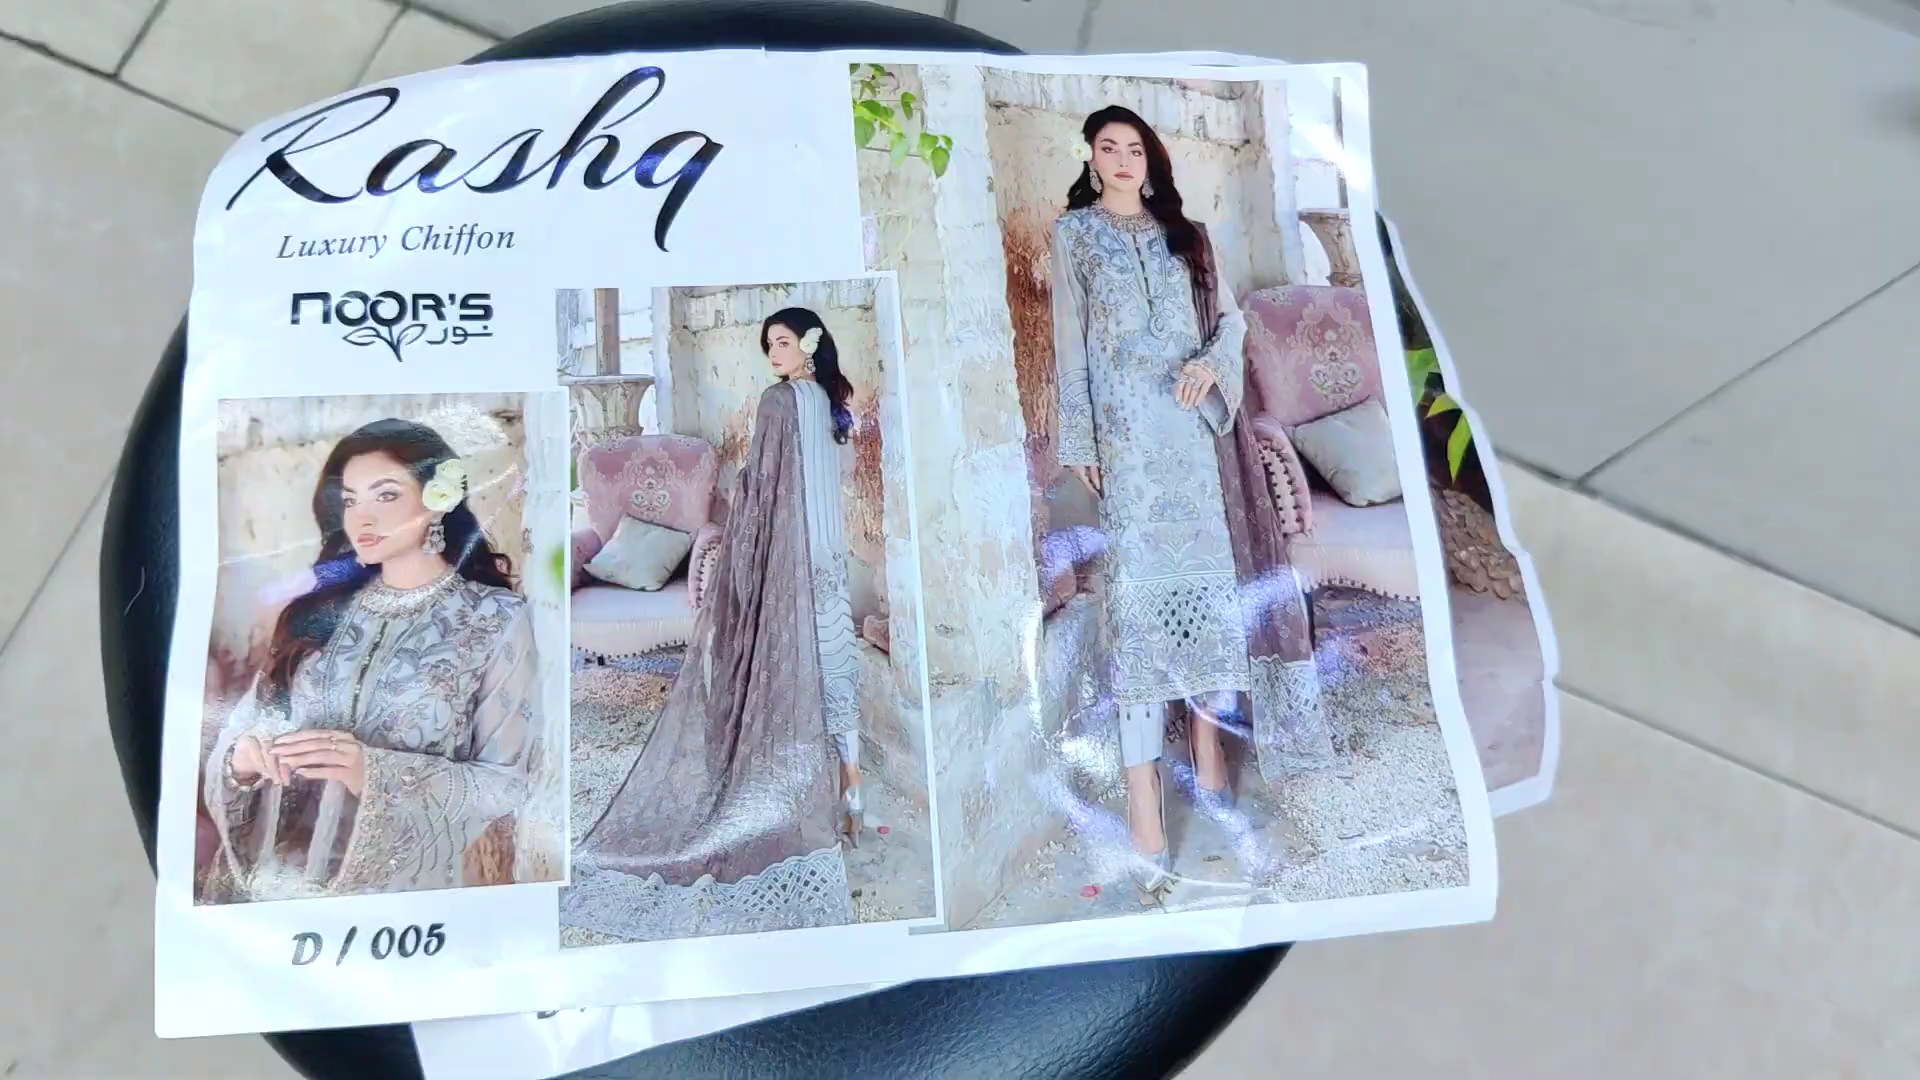 Rashq
Luxury Chiffon
NOOR'S
نور
D / 005